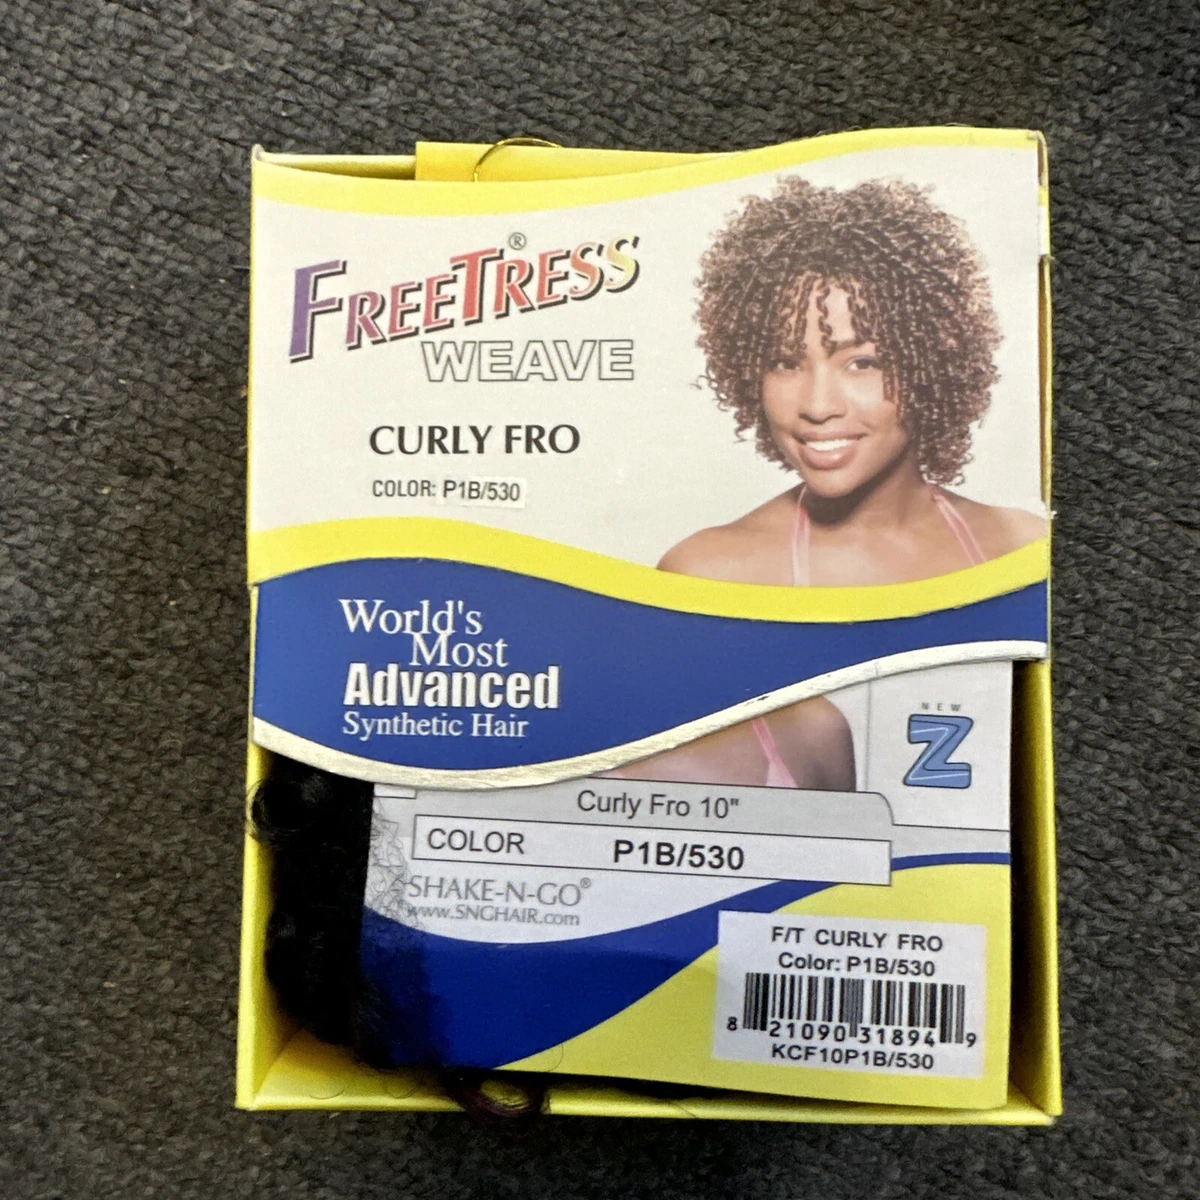 FREETRESS®
WEAVE
CURLY FRO
COLOR: P1B/530
World's
Most
Advanced
Synthetic Hair
NEW
Z
Curly Fro 10"
COLOR P1B/530
SHAKE-N-GO®
www.SNGHAIR.com
F/T CURLY FRO
Color: P1B/530
8 21090 31894 9
KCF10P1B/530